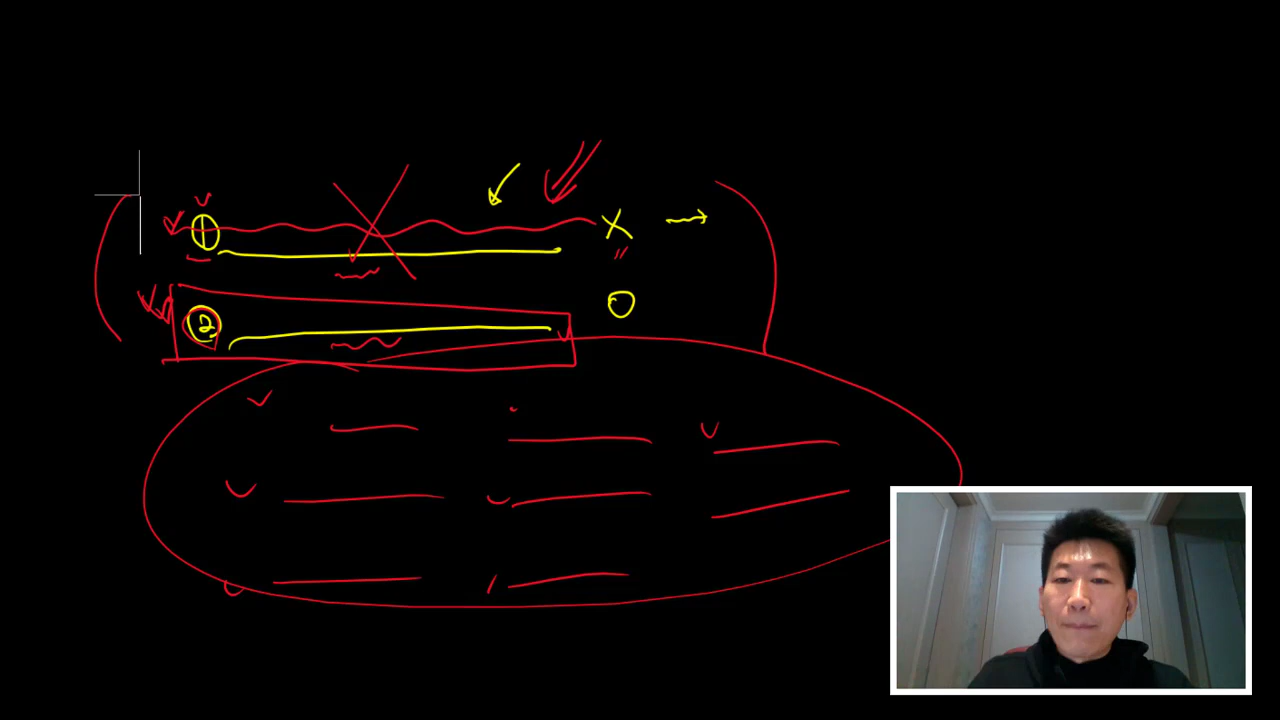 ① X →
② O